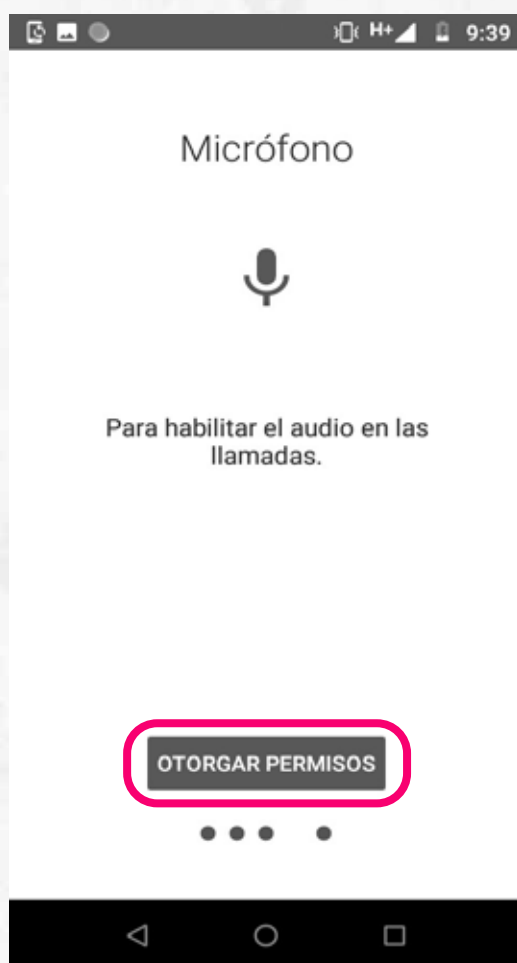 H+ 9:39
Micrófono
Para habilitar el audio en las
llamadas.
OTORGAR PERMISOS